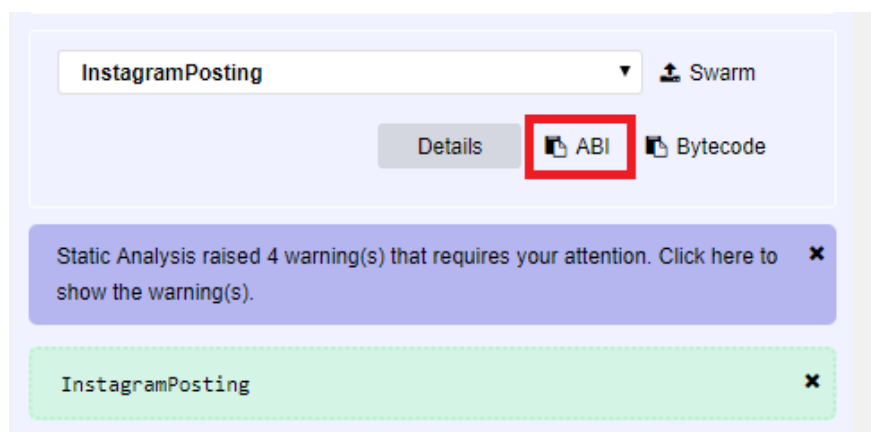 InstagramPosting
Swarm
Details
ABI
Bytecode
Static Analysis raised 4 warning(s) that requires your attention. Click here to
show the warning(s).
InstagramPosting